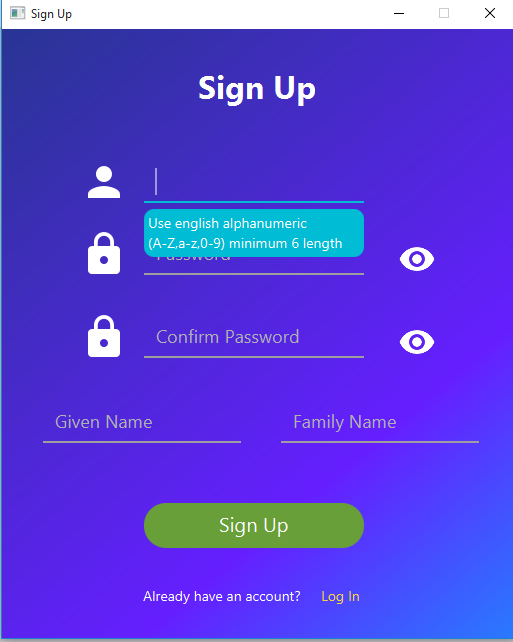 Sign Up
Sign Up
Use english alphanumeric
(A-Z,a-z,0-9) minimum 6 length
Password
Confirm Password
Given Name
Family Name
Sign Up
Already have an account?
Log In